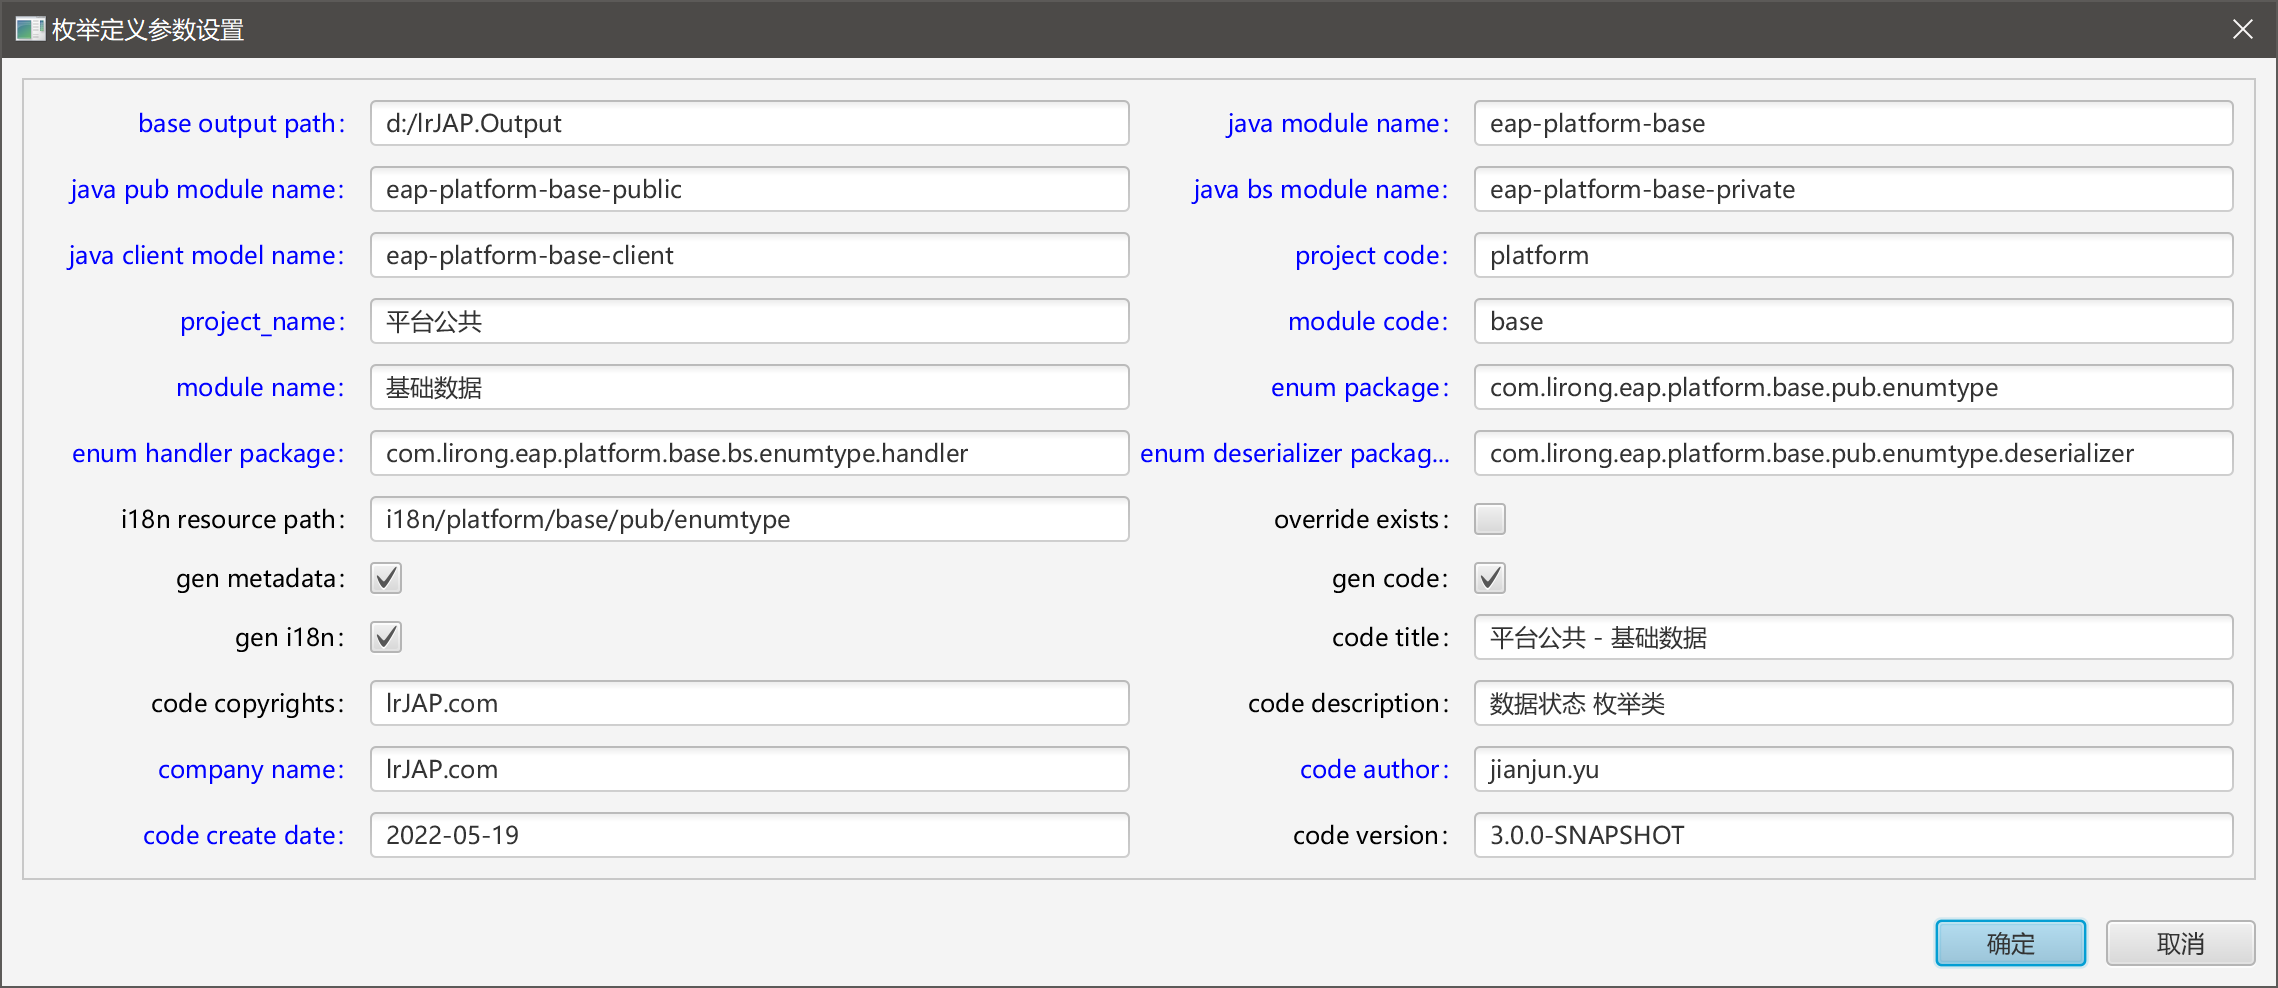 枚举定义参数设置
base output path: d:/lrJAP.Output java module name: eap-platform-base
java pub module name: eap-platform-base-public java bs module name: eap-platform-base-private
java client model name: eap-platform-base-client project code: platform
project_name: 平台公共 module code: base
module name: 基础数据 enum package: com.lirong.eap.platform.base.pub.enumtype
enum handler package: com.lirong.eap.platform.base.bs.enumtype.handler enum deserializer packag... com.lirong.eap.platform.base.pub.enumtype.deserializer
i18n resource path: i18n/platform/base/pub/enumtype override exists:
gen metadata: gen code:
gen i18n: code title: 平台公共 - 基础数据
code copyrights: lrJAP.com code description: 数据状态 枚举类
company name: lrJAP.com code author: jianjun.yu
code create date: 2022-05-19 code version: 3.0.0-SNAPSHOT
确定 取消